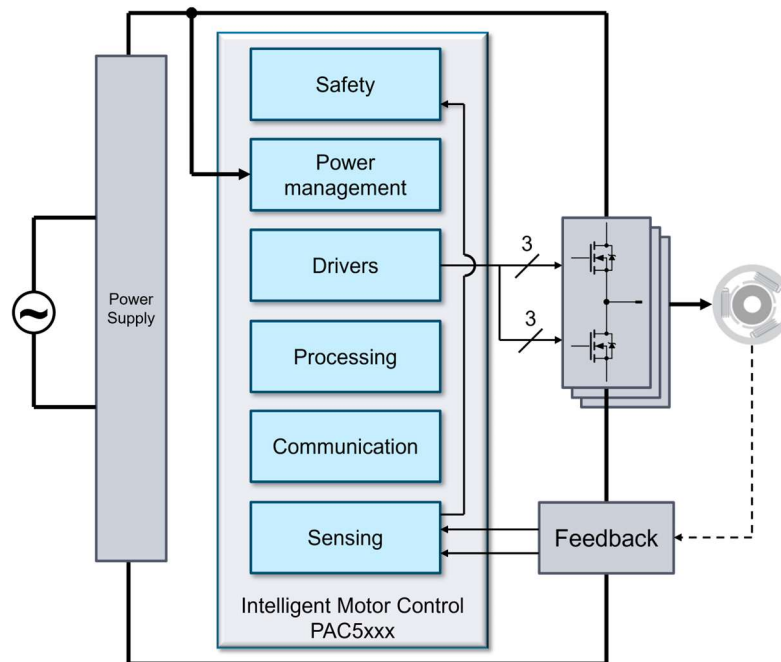 Safety
Power
management
Drivers
3
3
Power
Supply
Processing
Communication
Sensing
Feedback
Intelligent Motor Control
PAC5xxx